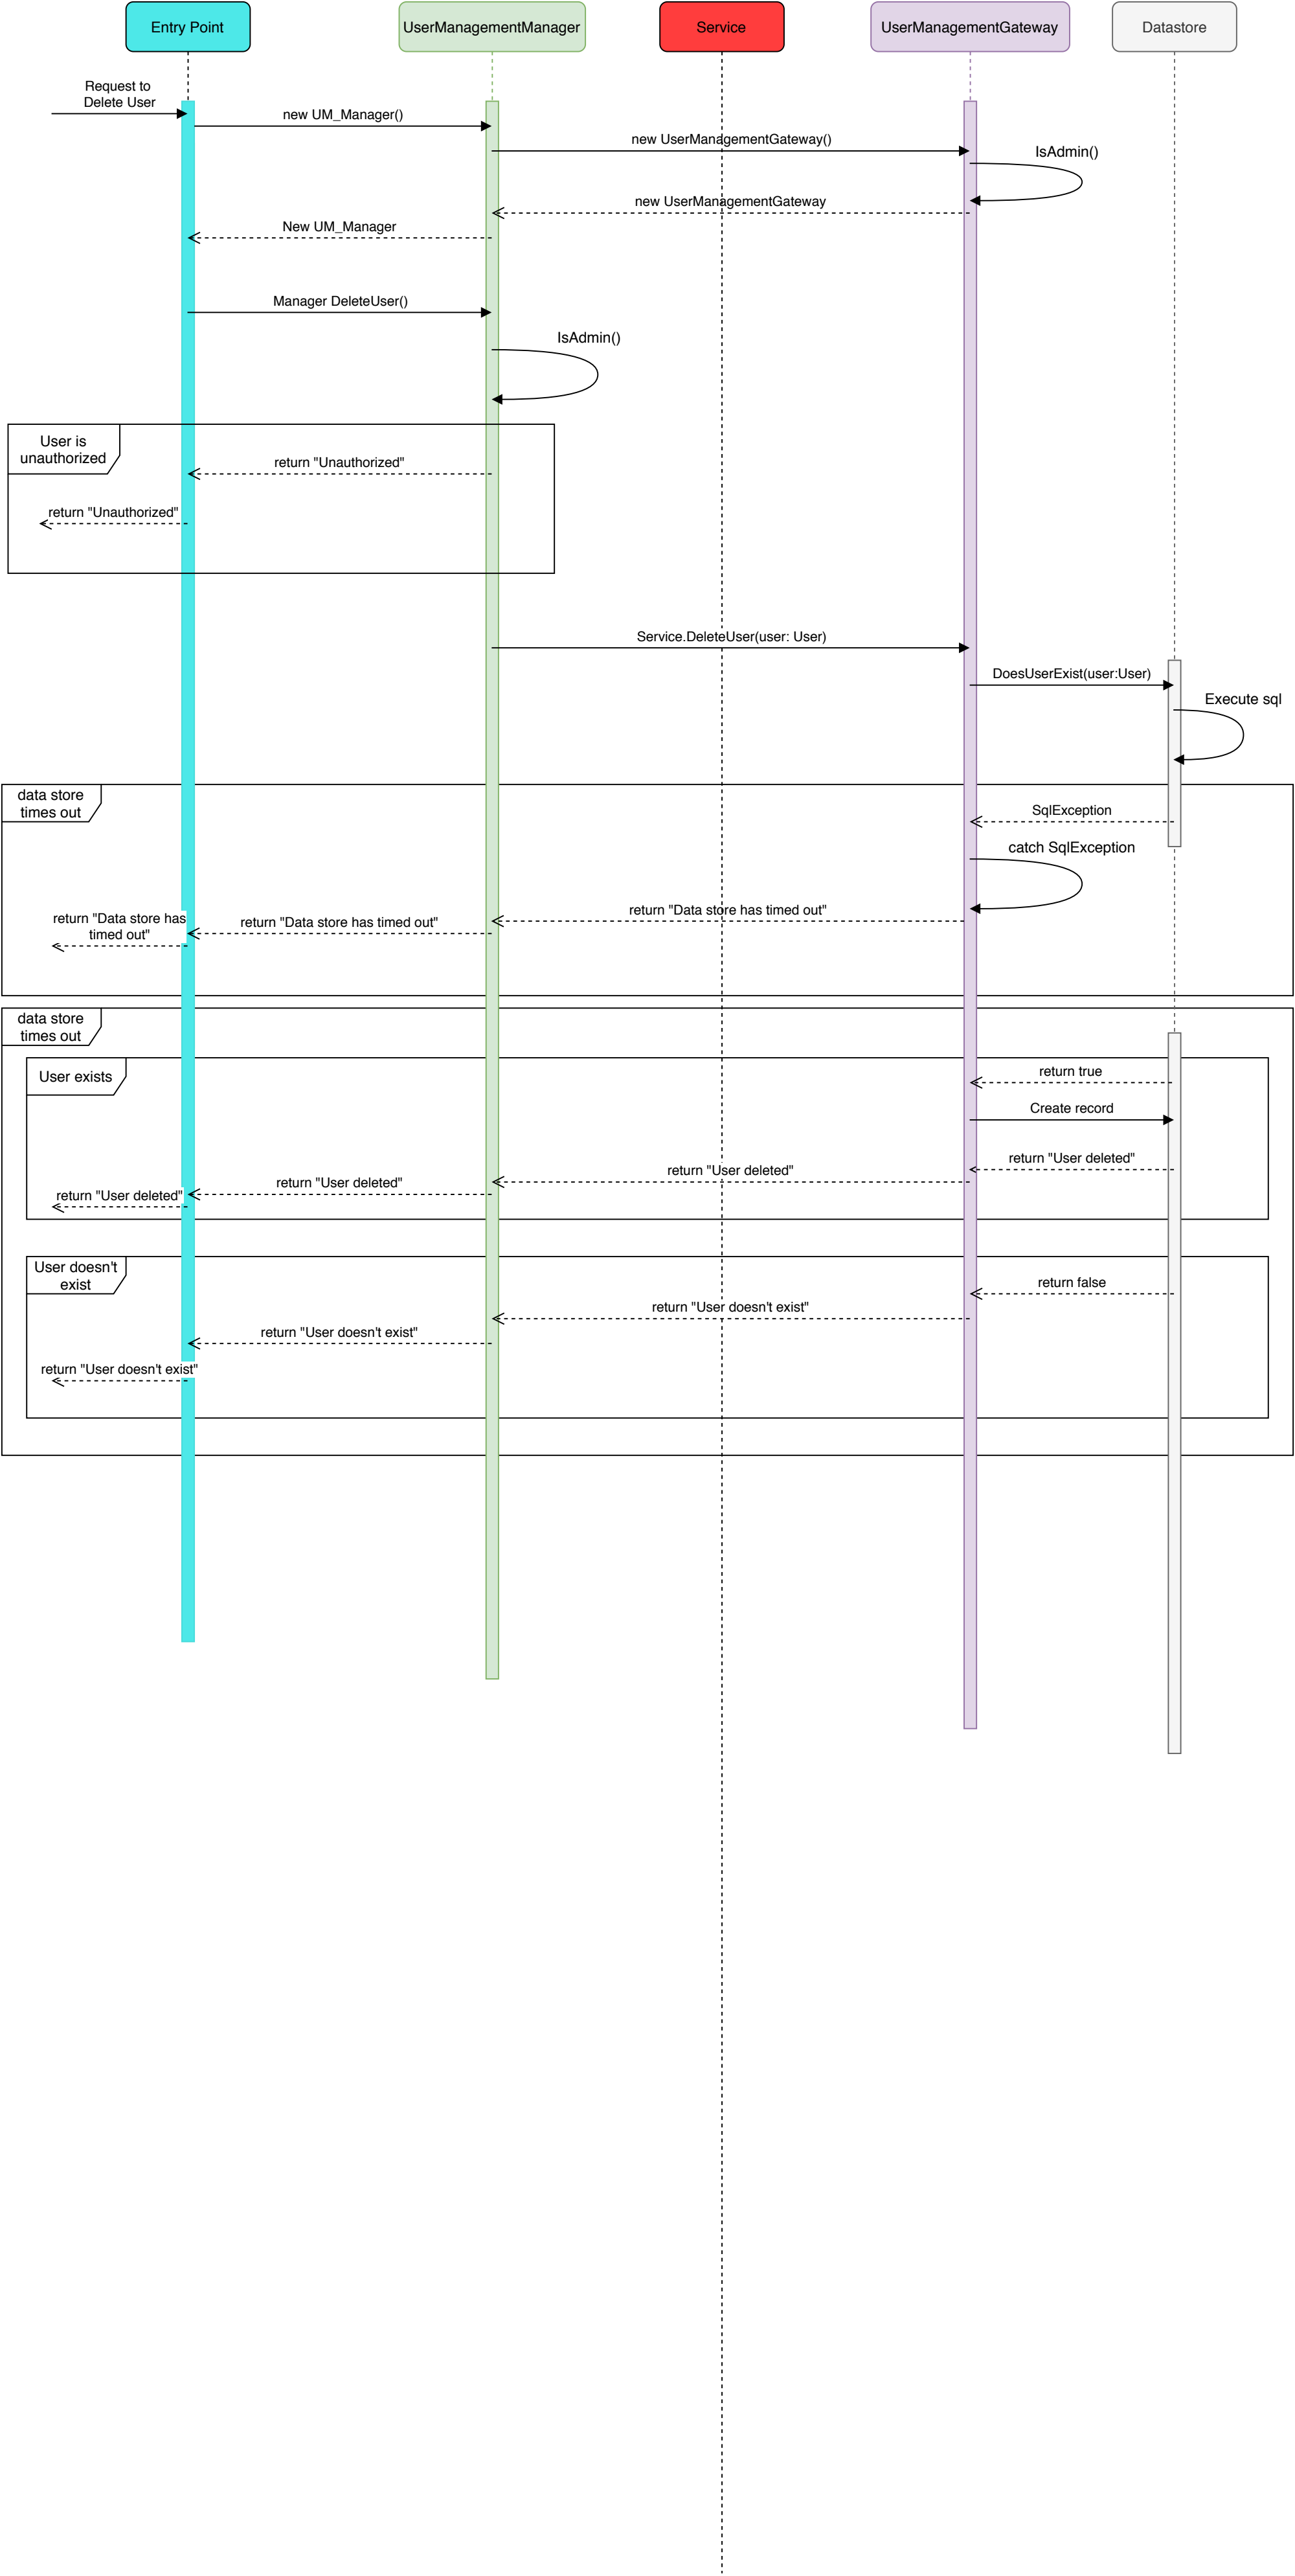 Entry Point
UserManagementManager
Service
UserManagementGateway
Datastore
Request to
Delete User
new UM_Manager()
new UserManagementGateway()
IsAdmin()
new UserManagementGateway
New UM_Manager
Manager DeleteUser()
IsAdmin()
User is
unauthorized
return "Unauthorized"
return "Unauthorized"
Service.DeleteUser(user: User)
DoesUserExist(user:User)
Execute sql
data store
times out
SqlException
catch SqlException
return "Data store has timed out"
return "Data store has timed out"
return "Data store has
timed out"
data store
times out
User exists
return true
Create record
return "User deleted"
return "User deleted"
return "User deleted"
return "User deleted"
User doesn't
exist
return false
return "User doesn't exist"
return "User doesn't exist"
return "User doesn't exist"